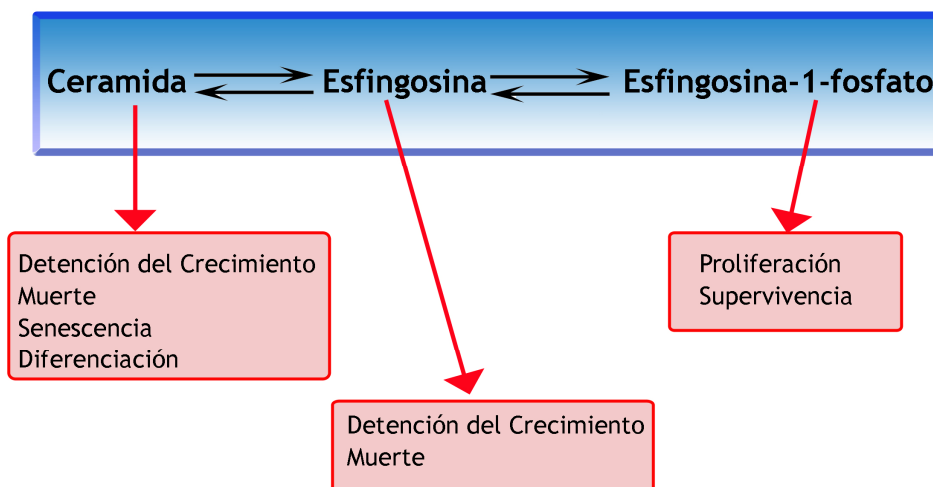 Ceramida Esfingosina Esfingosina-1-fosfato
Detención del Crecimiento
Muerte
Senescencia
Diferenciación
Detención del Crecimiento
Muerte
Proliferación
Supervivencia